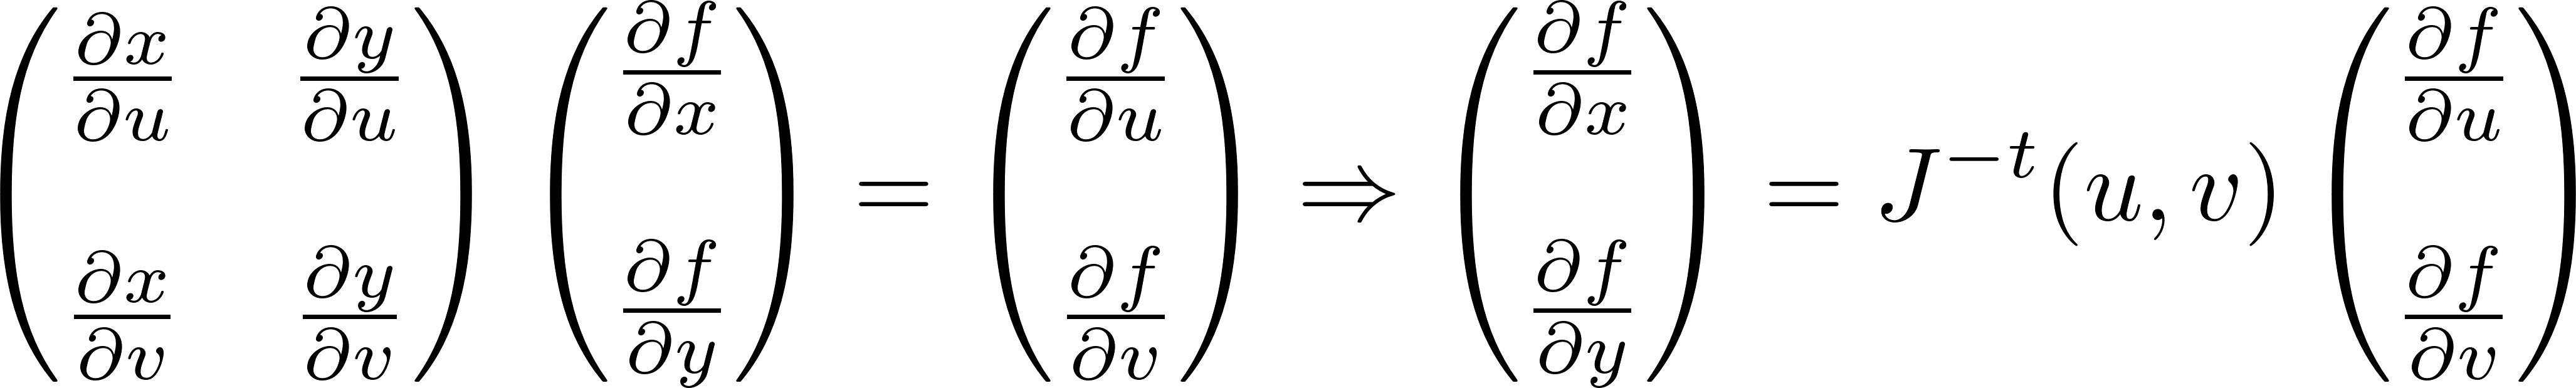 \begin{pmatrix} \frac{\partial x}{\partial u} & \frac{\partial y}{\partial u} \\ \frac{\partial x}{\partial v} & \frac{\partial y}{\partial v} \end{pmatrix} \begin{pmatrix} \frac{\partial f}{\partial x} \\ \frac{\partial f}{\partial y} \end{pmatrix} = \begin{pmatrix} \frac{\partial f}{\partial u} \\ \frac{\partial f}{\partial v} \end{pmatrix} \Rightarrow \begin{pmatrix} \frac{\partial f}{\partial x} \\ \frac{\partial f}{\partial y} \end{pmatrix} = J^{-t}(u, v) \begin{pmatrix} \frac{\partial f}{\partial u} \\ \frac{\partial f}{\partial v} \end{pmatrix}